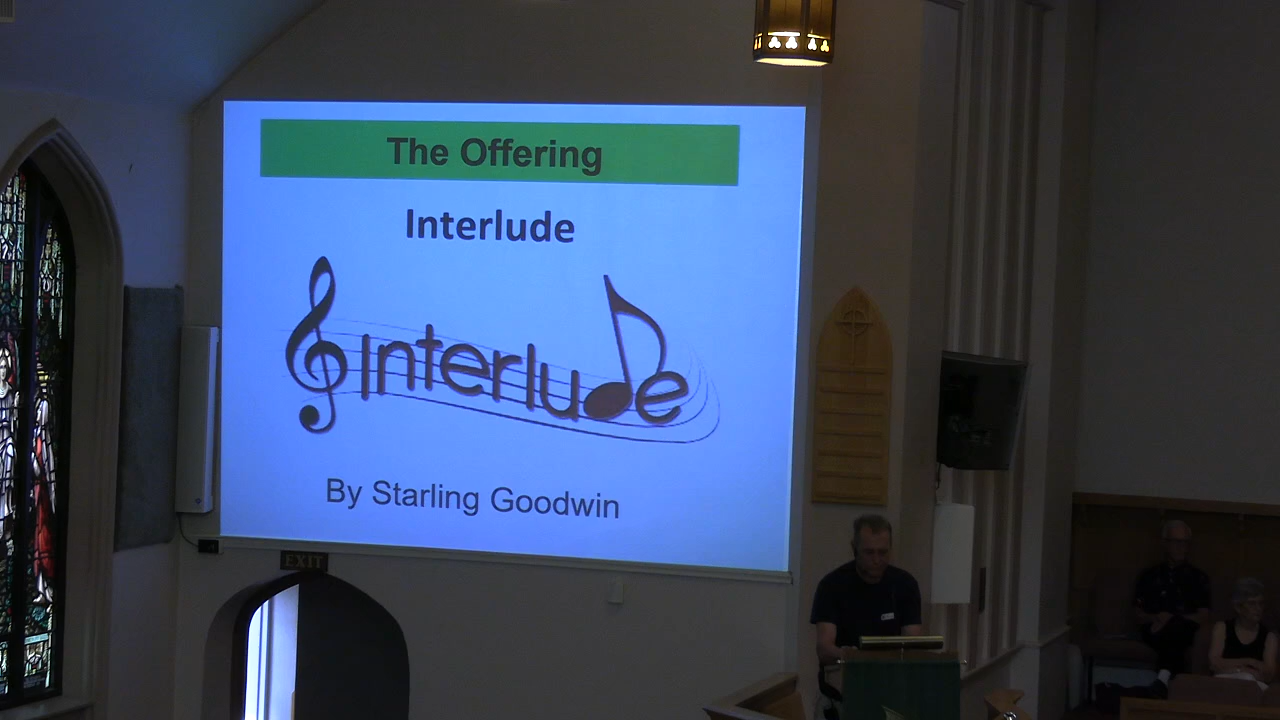 The Offering
Interlude
interlude
By Starling Goodwin
EXIT